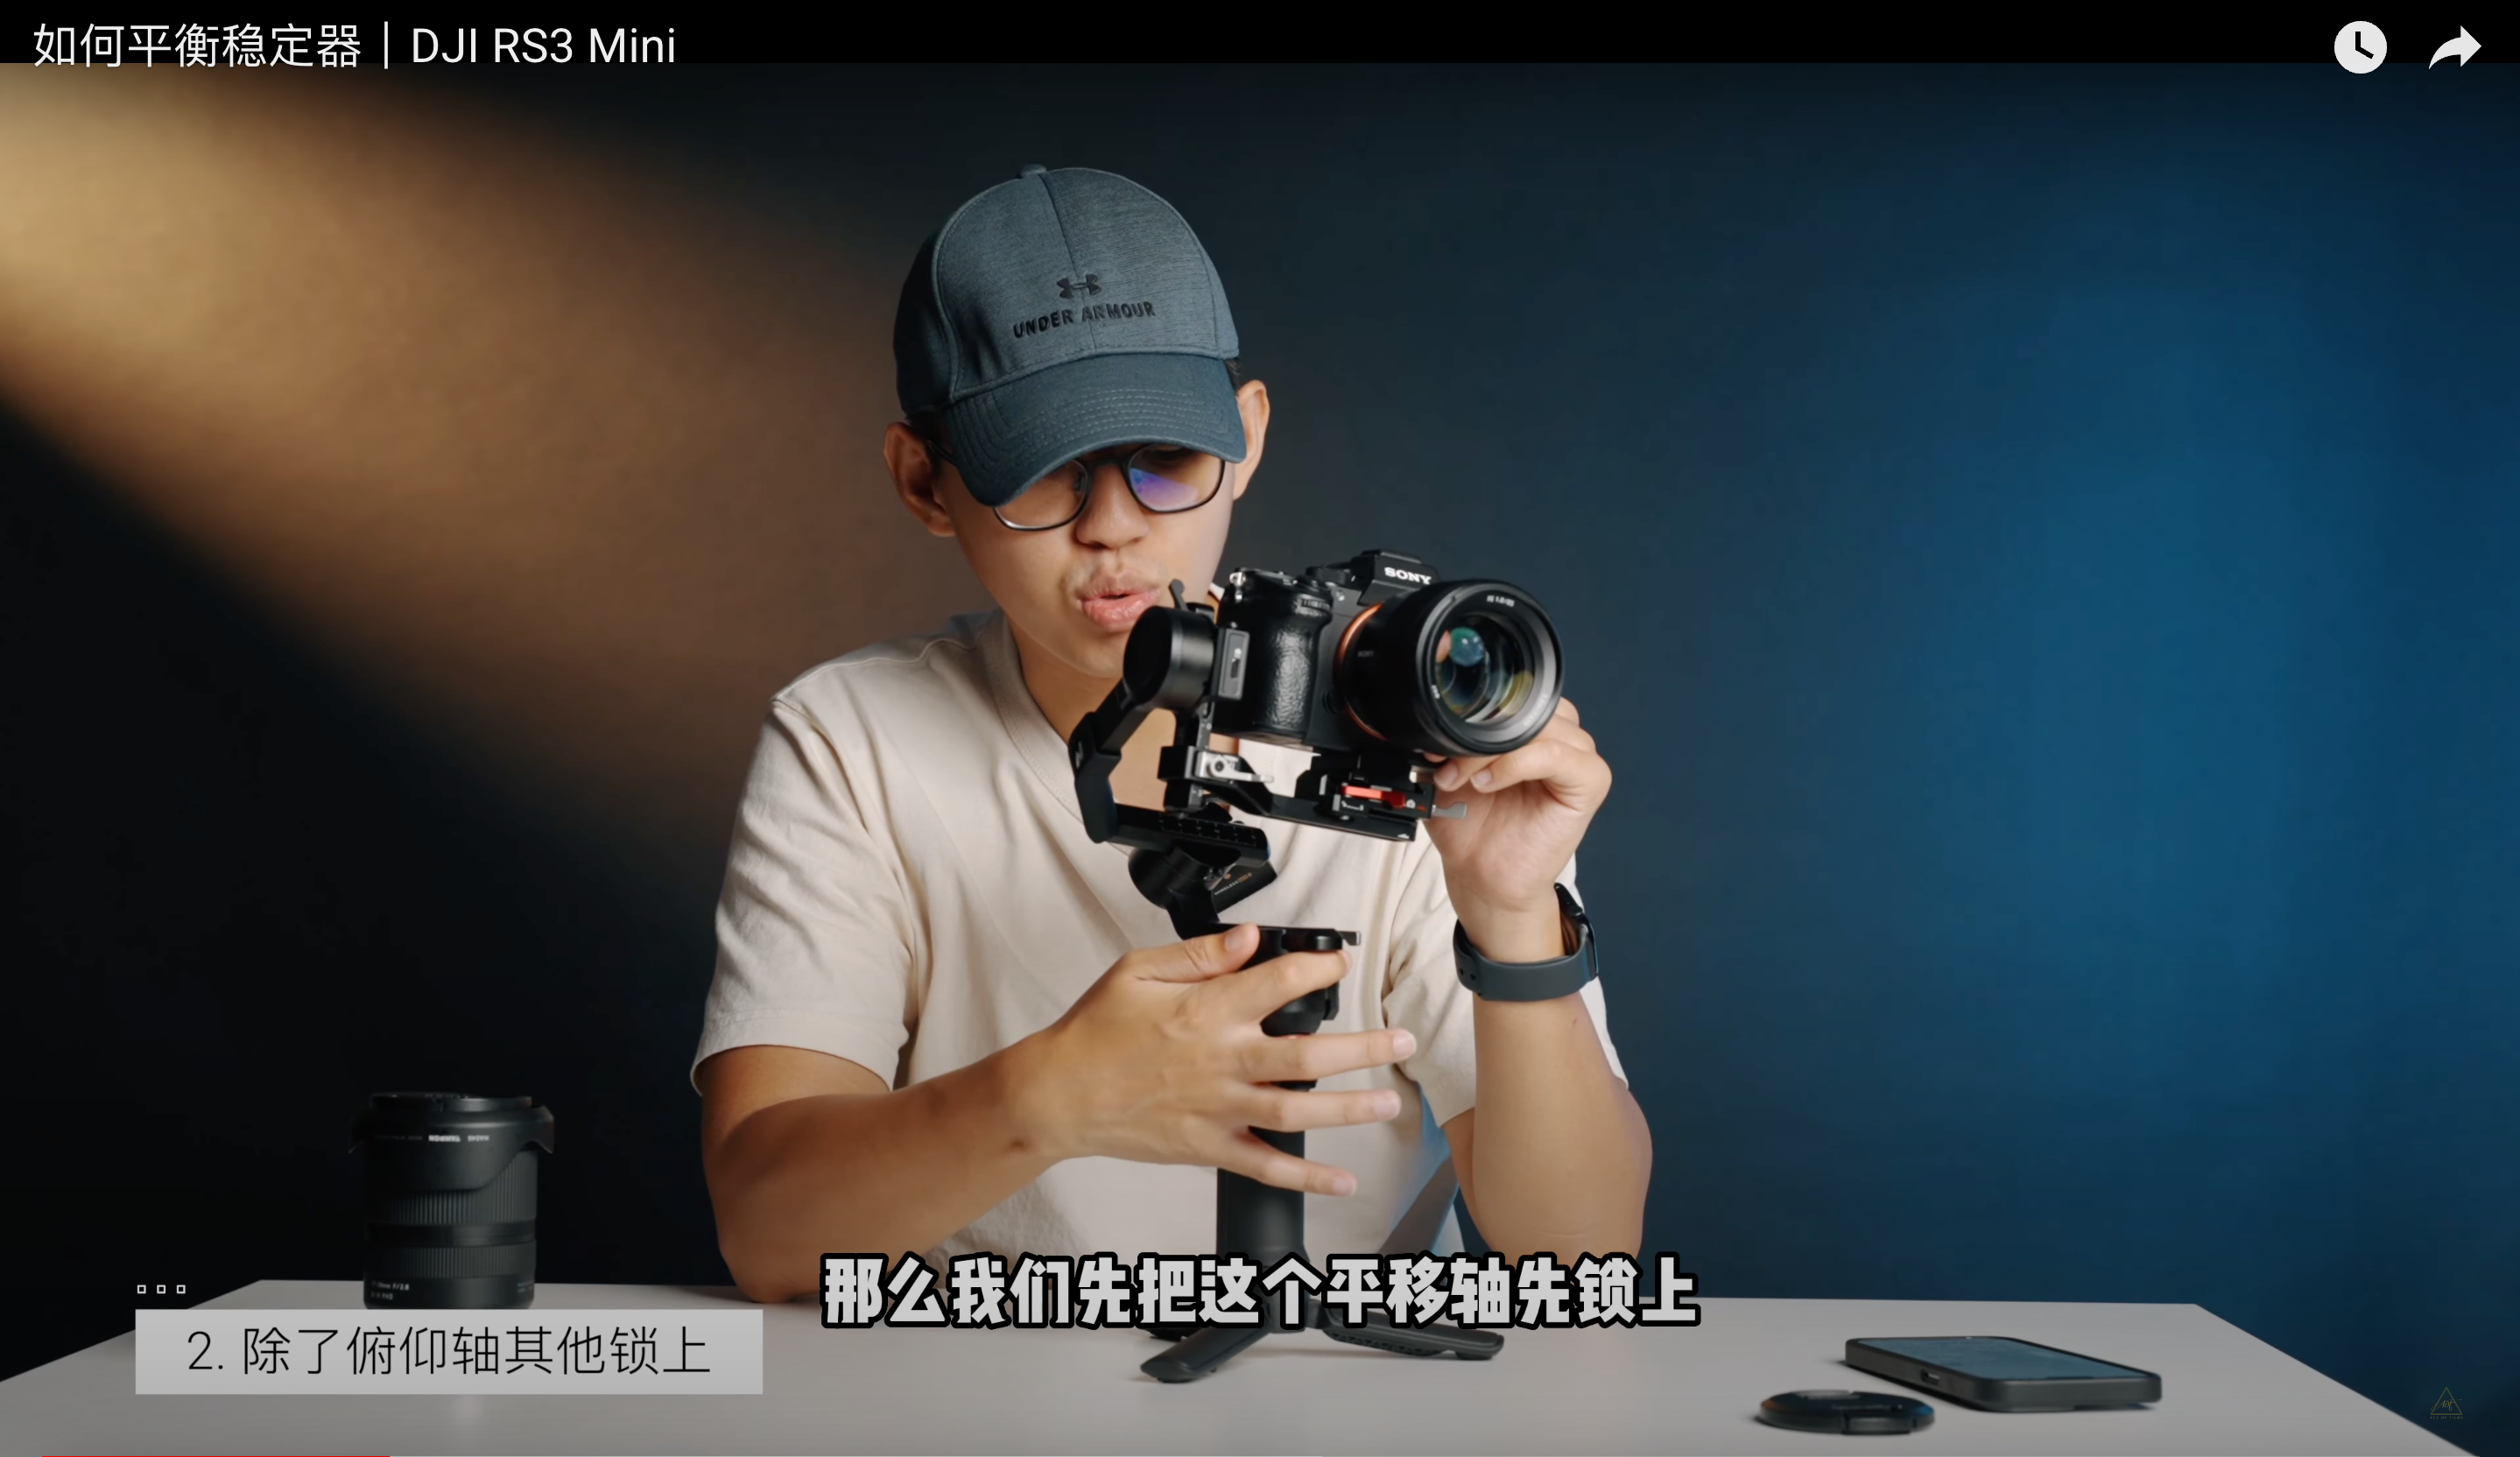 如何平衡稳定器｜DJI RS3 Mini
UNDER ARMOUR
SONY
TAMRON
那么我们先把这个平移轴先锁上
2. 除了俯仰轴其他锁上